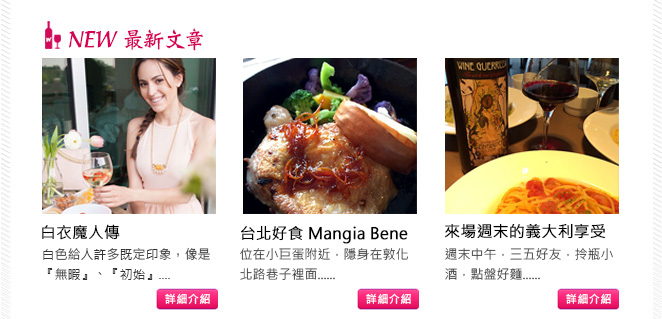 NEW 最新文章
WINE GUERRILLA
白衣魔人傳
白色給人許多既定印象，像是
『無暇』、『初始』....
詳細介紹
台北好食 Mangia Bene
位在小巨蛋附近，隱身在敦化
北路巷子裡面......
詳細介紹
來場週末的義大利享受
週末中午，三五好友，拎瓶小
酒，點盤好麵......
詳細介紹